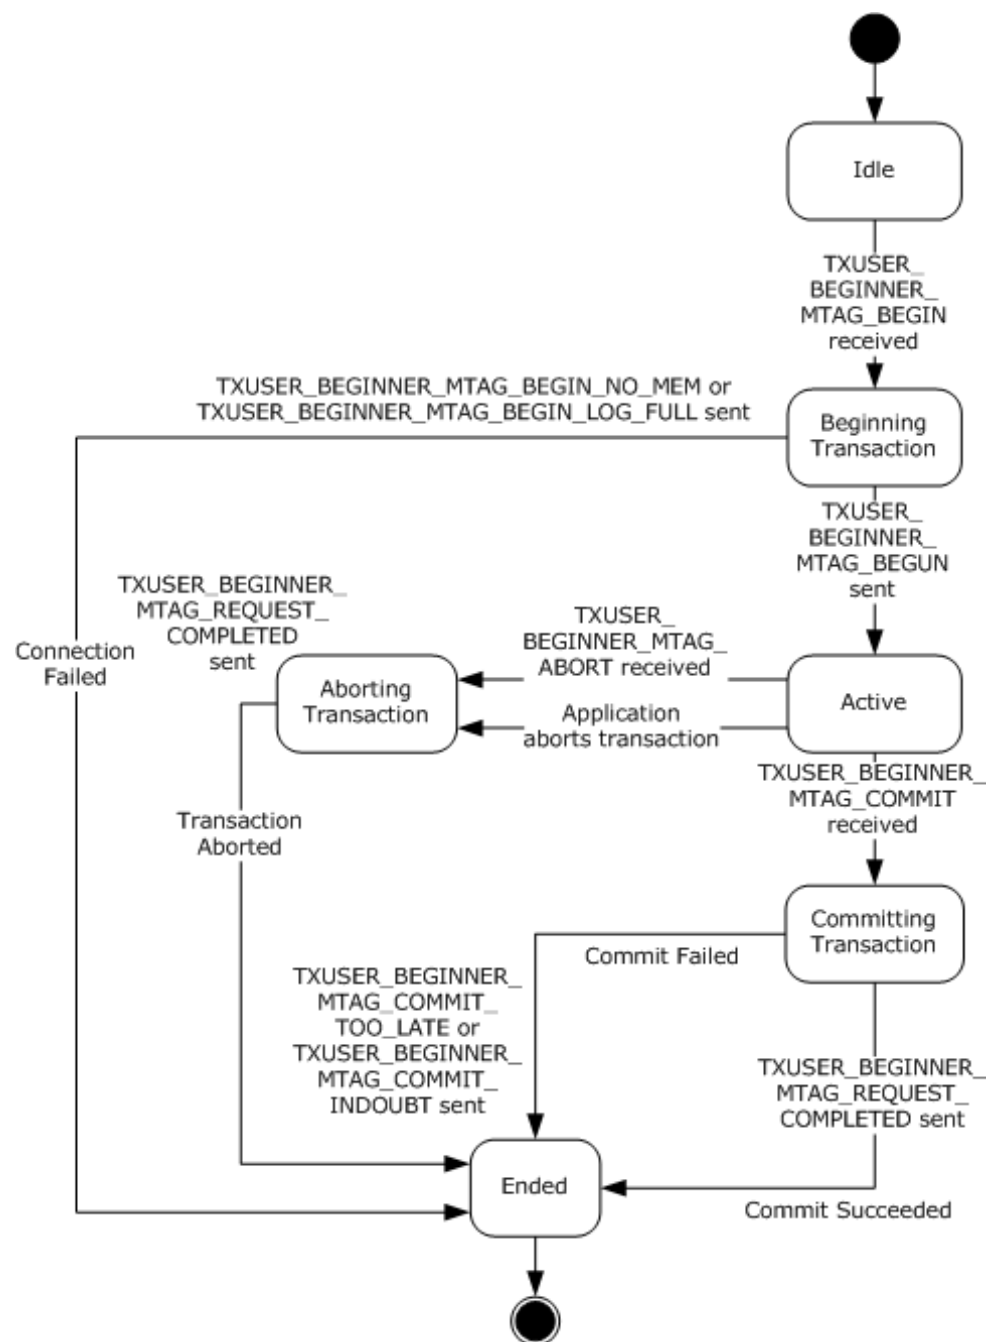 Idle
TXUSER_
BEGINNER_
MTAG_BEGIN
received
TXUSER_BEGINNER_MTAG_BEGIN_NO_MEM or
TXUSER_BEGINNER_MTAG_BEGIN_LOG_FULL sent
Beginning
Transaction
TXUSER_
BEGINNER_
MTAG_BEGUN
sent
TXUSER_BEGINNER_
MTAG_REQUEST_
COMPLETED
sent
Connection
Failed
TXUSER_
BEGINNER_MTAG_
ABORT received
Aborting
Transaction
Application
aborts transaction
Active
TXUSER_BEGINNER_
MTAG_COMMIT
received
Transaction
Aborted
Committing
Transaction
Commit Failed
TXUSER_BEGINNER_
MTAG_COMMIT_
TOO_LATE or
TXUSER_BEGINNER_
MTAG_COMMIT_
INDOUBT sent
TXUSER_BEGINNER_
MTAG_REQUEST_
COMPLETED sent
Ended
Commit Succeeded